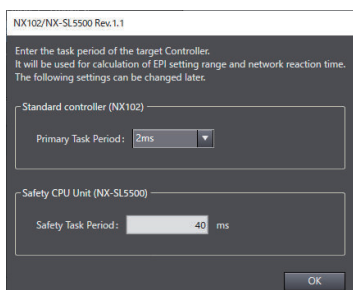 NX102/NX-SL5500 Rev.1.1
Enter the task period of the target Controller.
It will be used for calculation of EPI setting range and network reaction time.
The following settings can be changed later.
Standard controller (NX102)
Primary Task Period: 2ms
Safety CPU Unit (NX-SL5500)
Safety Task Period: 40 ms
OK